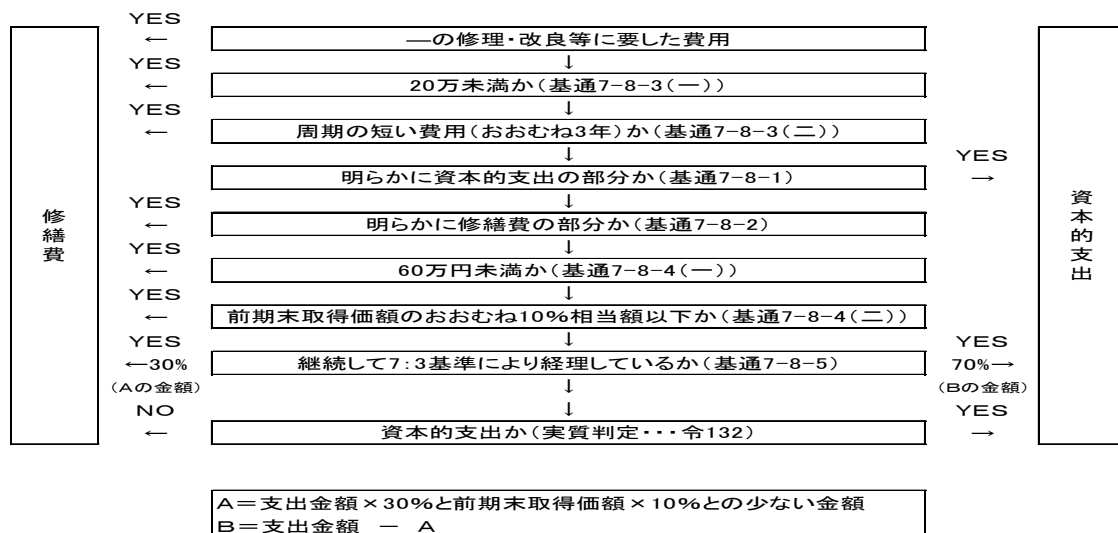 YES
← 一の修理・改良等に要した費用
↓
YES
← 20万未満か(基通7-8-3(一))
↓
YES
← 周期の短い費用(おおむね3年)か(基通7-8-3(二))
↓
YES
明らかに資本的支出の部分か(基通7-8-1) →
↓
YES
← 明らかに修繕費の部分か(基通7-8-2)
↓
YES
← 60万円未満か(基通7-8-4(一))
↓
YES
← 前期末取得価額のおおむね10%相当額以下か(基通7-8-4(二))
↓
YES YES
←30% 継続して7:3基準により経理しているか(基通7-8-5) 70%→
(Aの金額) ↓ (Bの金額)
NO ↓ YES
← 資本的支出か(実質判定・・・令132) →
修繕費
資本的支出
A=支出金額×30%と前期末取得価額×10%との少ない金額
B=支出金額 - A